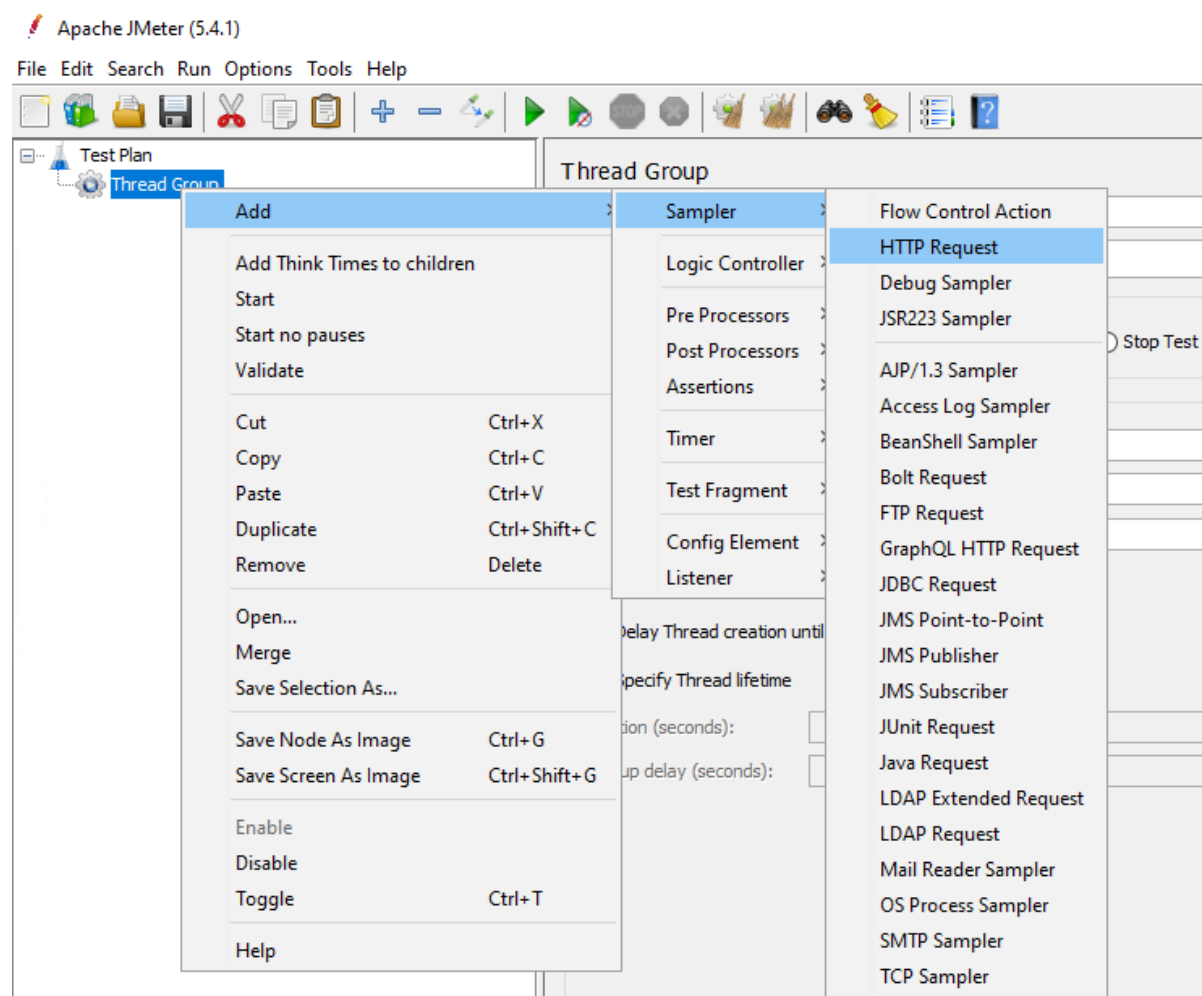 Apache JMeter (5.4.1)
File Edit Search Run Options Tools Help
STOP
Test Plan
Thread Group
Thread Group
Add
Add Think Times to children
Start
Start no pauses
Validate
Cut Ctrl+X
Copy Ctrl+C
Paste Ctrl+V
Duplicate Ctrl+Shift+C
Remove Delete
Open...
Merge
Save Selection As...
Save Node As Image Ctrl+G
Save Screen As Image Ctrl+Shift+G
Enable
Disable
Toggle Ctrl+T
Help
Sampler
Logic Controller
Pre Processors
Post Processors
Assertions
Timer
Test Fragment
Config Element
Listener
Flow Control Action
HTTP Request
Debug Sampler
JSR223 Sampler
AJP/1.3 Sampler
Access Log Sampler
BeanShell Sampler
Bolt Request
FTP Request
GraphQL HTTP Request
JDBC Request
JMS Point-to-Point
JMS Publisher
JMS Subscriber
JUnit Request
Java Request
LDAP Extended Request
LDAP Request
Mail Reader Sampler
OS Process Sampler
SMTP Sampler
TCP Sampler
Stop Test
Delay Thread creation until
Specify Thread lifetime
(seconds):
up delay (seconds):